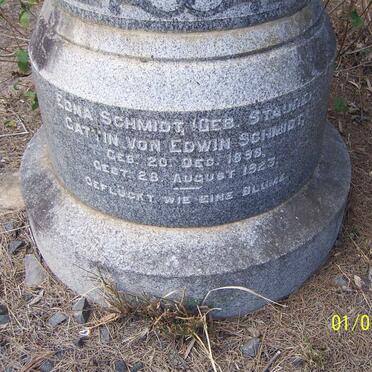 EDNA SCHMIDT (GEB.
GATTIN VON EDWIN SCHMIDT,
GEB. 20. DEC. 1898,
GEST. 28 AUGUST 1923,
GEPFLÜCKT WIE EINE BLUME.
01/0